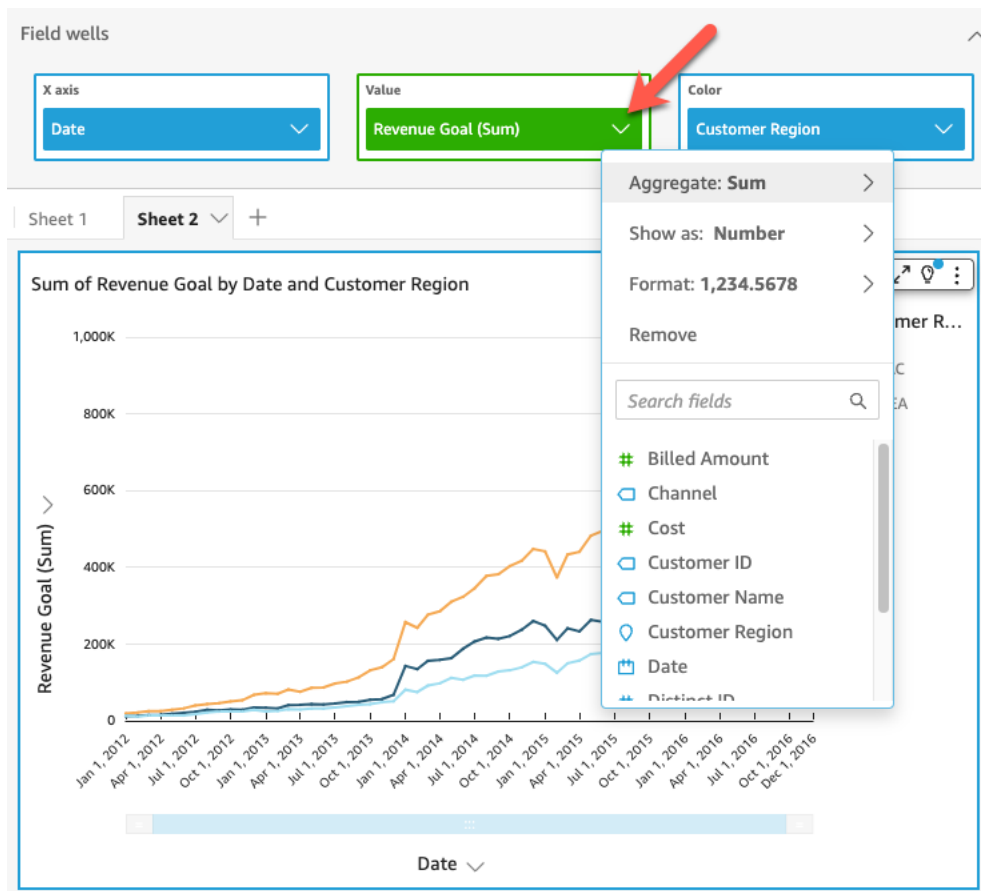 Field wells
X axis
Value
Color
Date
Revenue Goal (Sum)
Customer Region
Sheet 1
Sheet 2
Aggregate: Sum
Show as: Number
Format: 1,234.5678
Remove
Search fields
Billed Amount
Channel
Cost
Customer ID
Customer Name
Customer Region
Date
Distinct ID
Sum of Revenue Goal by Date and Customer Region
mer R...
C
EA
1,000K
800K
600K
400K
200K
0
Revenue Goal (Sum)
Jan 1, 2012
Apr 1, 2012
Jul 1, 2012
Oct 1, 2012
Jan 1, 2013
Apr 1, 2013
Jul 1, 2013
Oct 1, 2013
Jan 1, 2014
Apr 1, 2014
Jul 1, 2014
Oct 1, 2014
Jan 1, 2015
Apr 1, 2015
Jul 1, 2015
Oct 1, 2015
Jan 1, 2016
Apr 1, 2016
Jul 1, 2016
Oct 1, 2016
Dec 1, 2016
Date